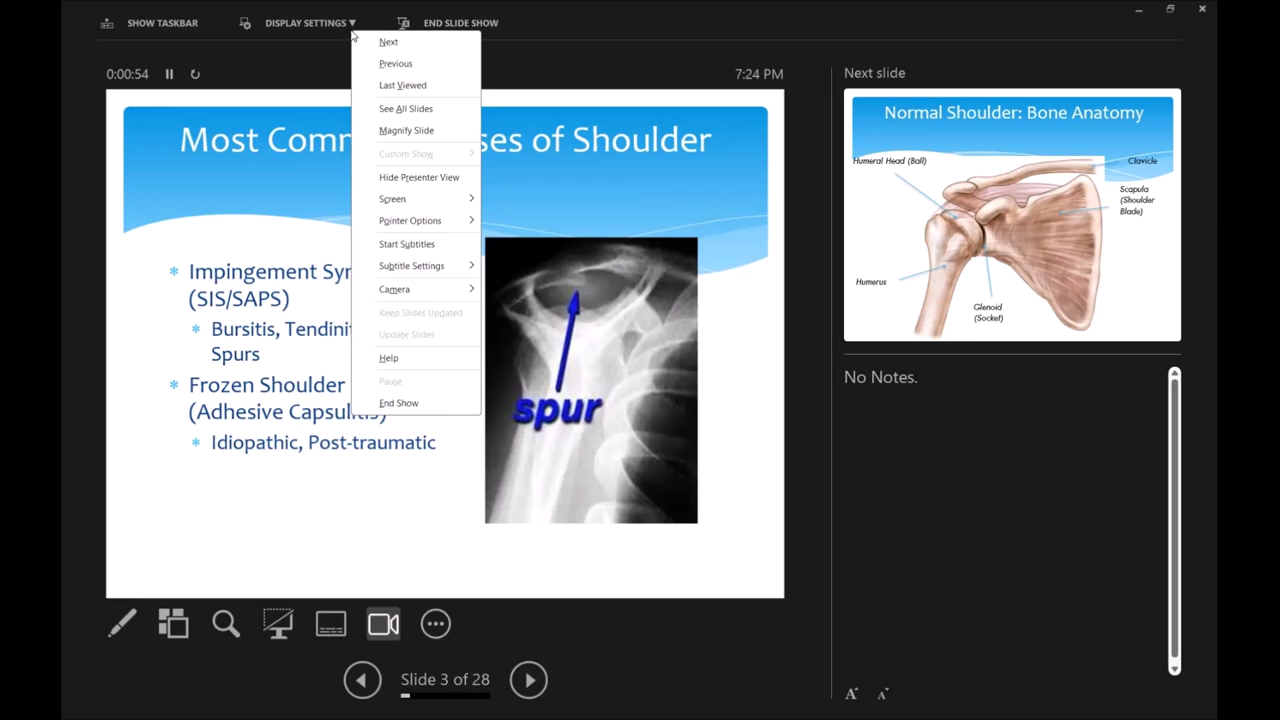 SHOW TASKBAR
DISPLAY SETTINGS ▼
END SLIDE SHOW
0:00:54
7:24 PM
Next
Previous
Last Viewed
See All Slides
Magnify Slide
Custom Show
Hide Presenter View
Screen
Pointer Options
Start Subtitles
Subtitle Settings
Camera
Keep Slides Updated
Update Slides
Help
Pause
End Show
Most Comm ses of Shoulder
* Impingement Syn
(SIS/SAPS)
* Bursitis, Tendinit
Spurs
* Frozen Shoulder
(Adhesive Capsulitis)
* Idiopathic, Post-traumatic
spur
Slide 3 of 28
Next slide
Normal Shoulder: Bone Anatomy
Humeral Head (Ball)
Clavicle
Scapula
(Shoulder
Blade)
Humerus
Glenoid
(Socket)
No Notes.
A A